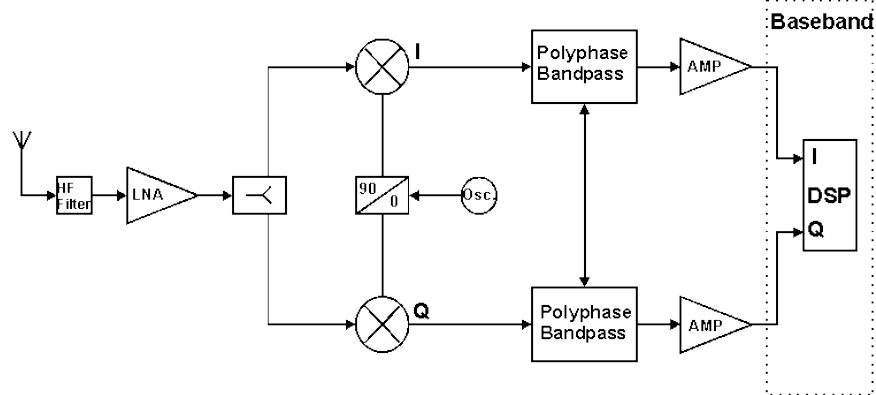 Baseband
I
Polyphase
Bandpass
AMP
HF
Filter
LNA
90
0
Osc.
I
DSP
Q
Q
Polyphase
Bandpass
AMP